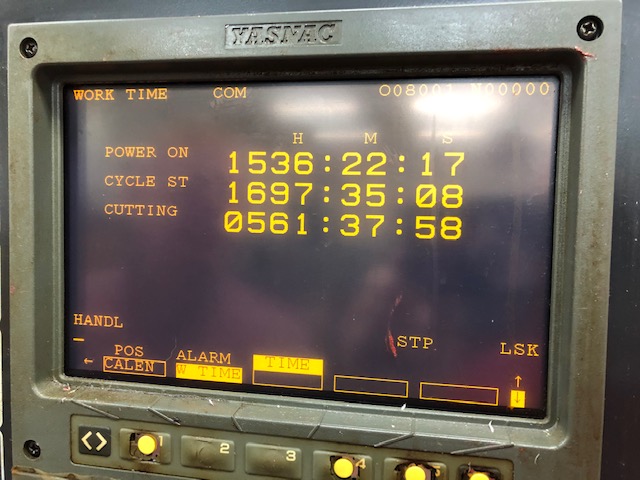 YASNAC
WORK TIME COM O08001 N00000
H M S
POWER ON 1536:22:17
CYCLE ST 1697:35:08
CUTTING 0561:37:58
HANDL
STP LSK
← POS ALARM TIME ↑
CALEN W TIME ↓
<> 1 2 3 4